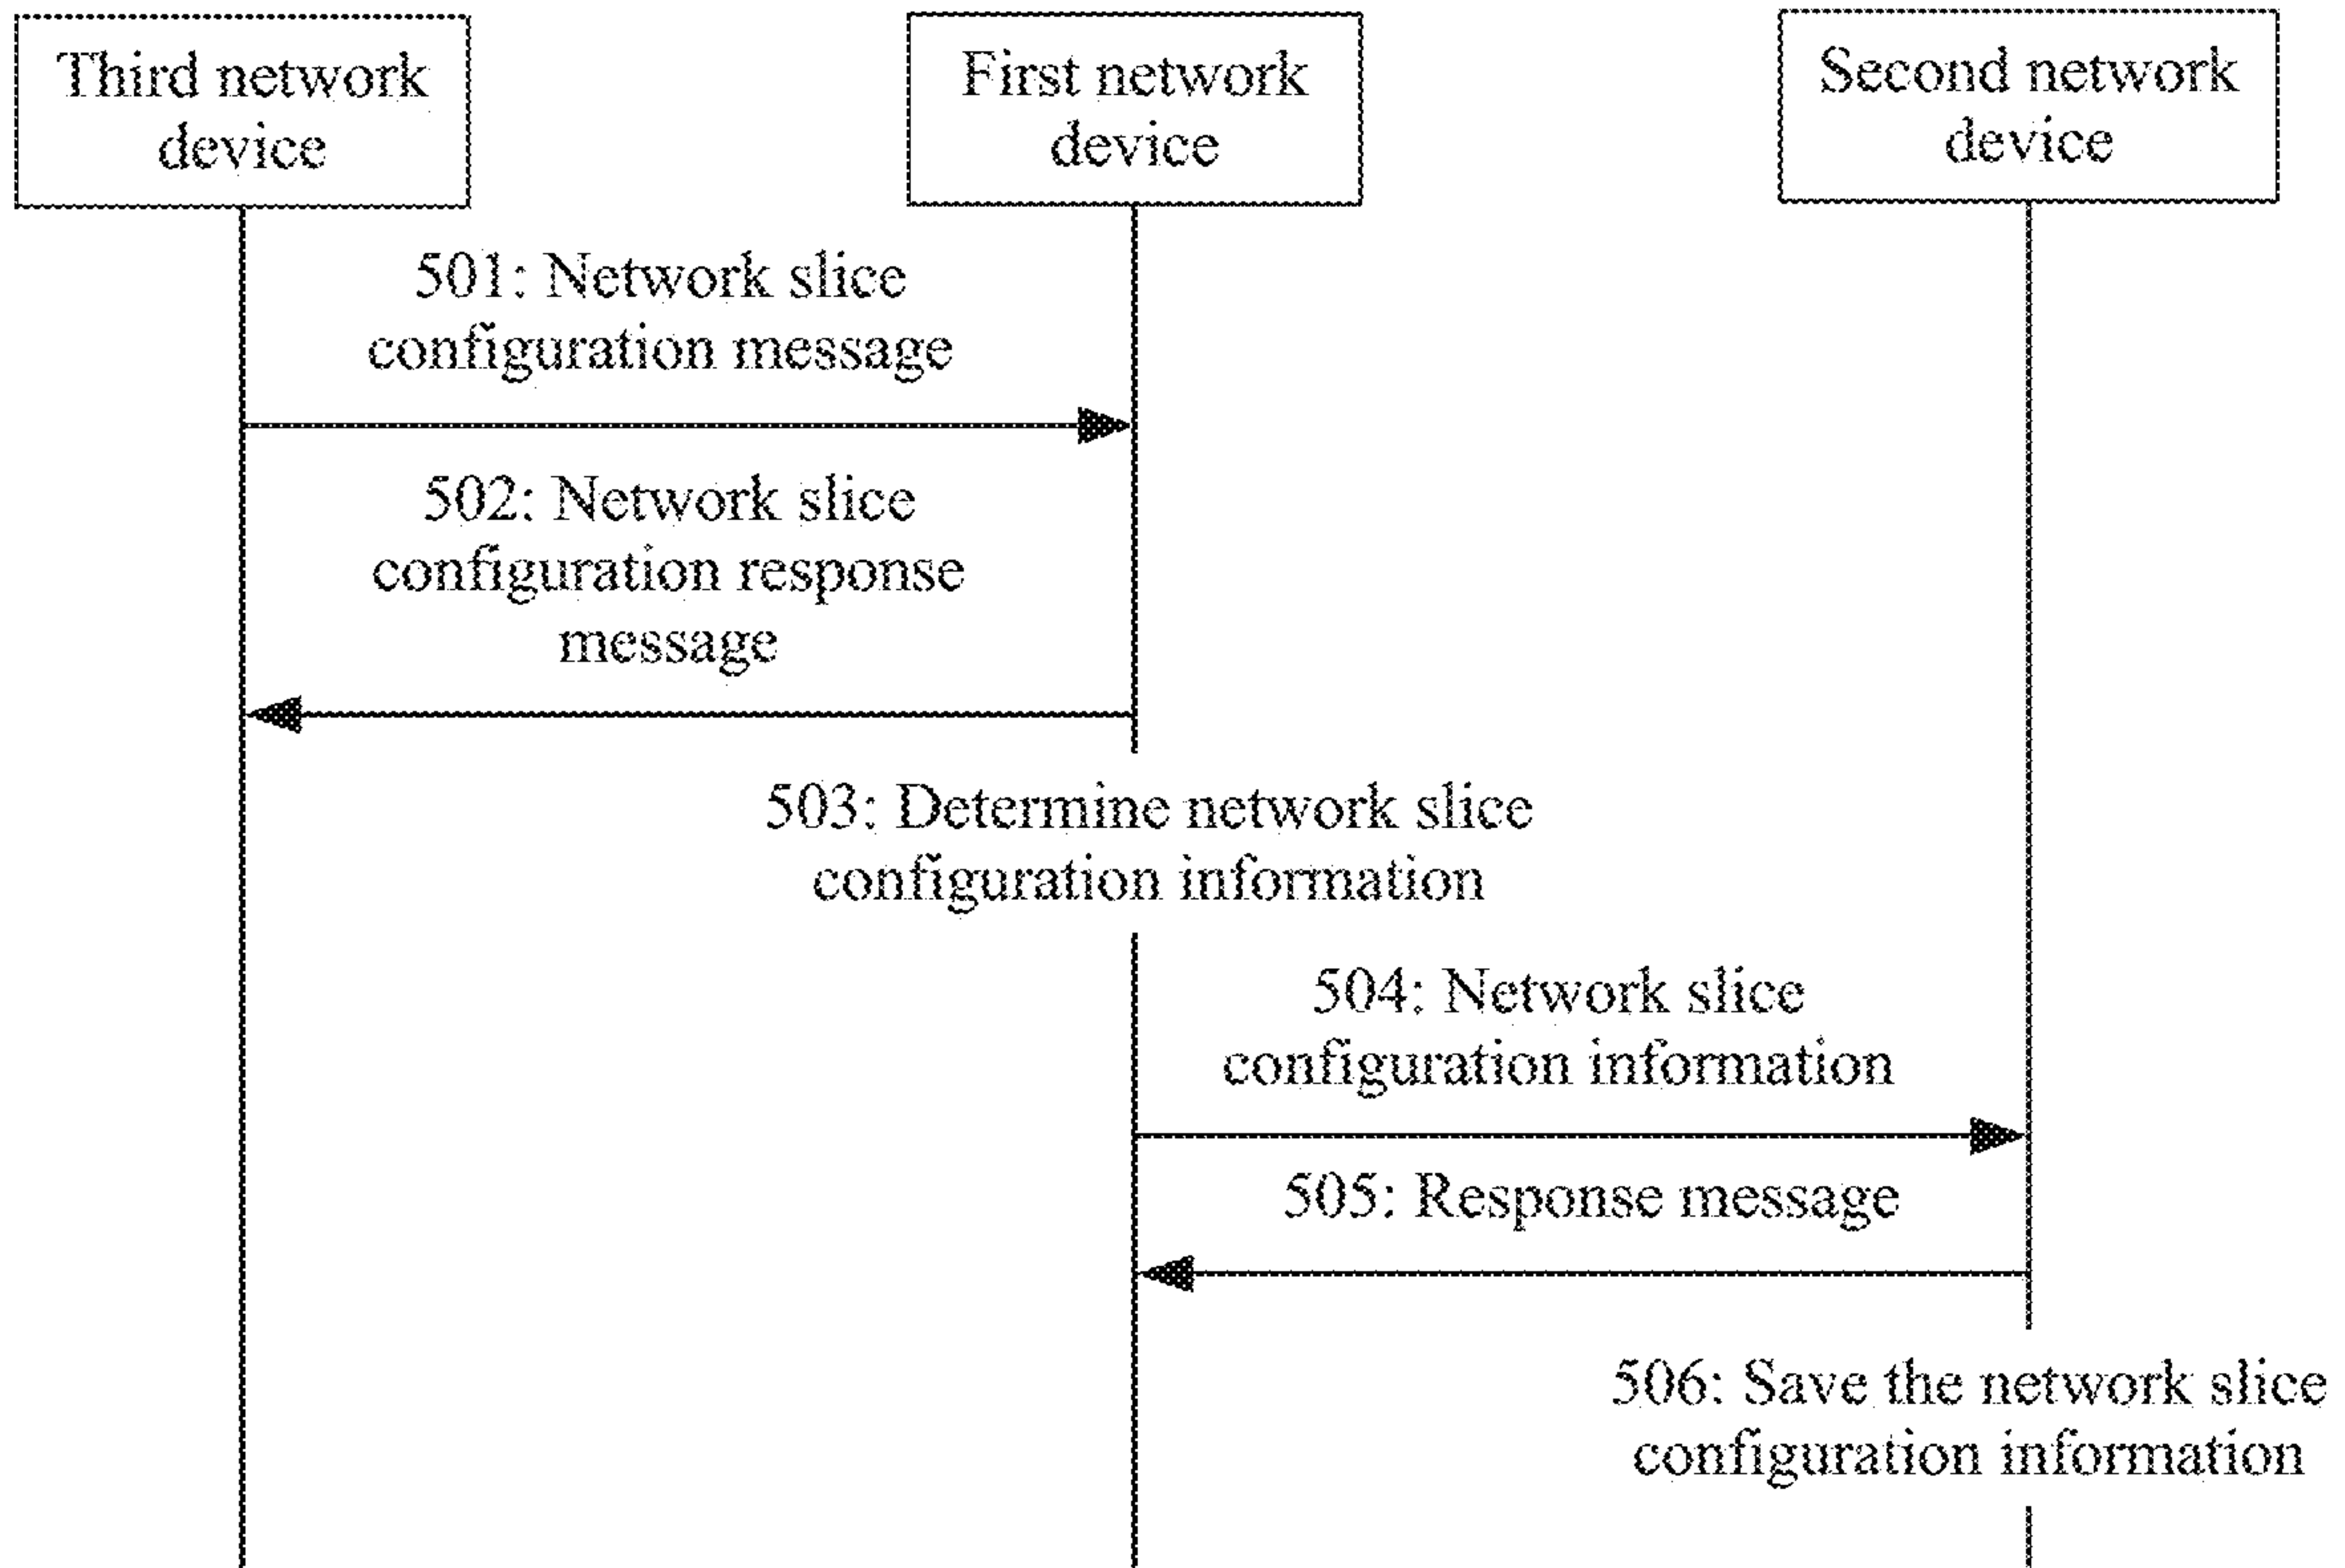 Third network
device
First network
device
Second network
device
501: Network slice
configuration message
502: Network slice
configuration response
message
503: Determine network slice
configuration information
504: Network slice
configuration information
505: Response message
506: Save the network slice
configuration information